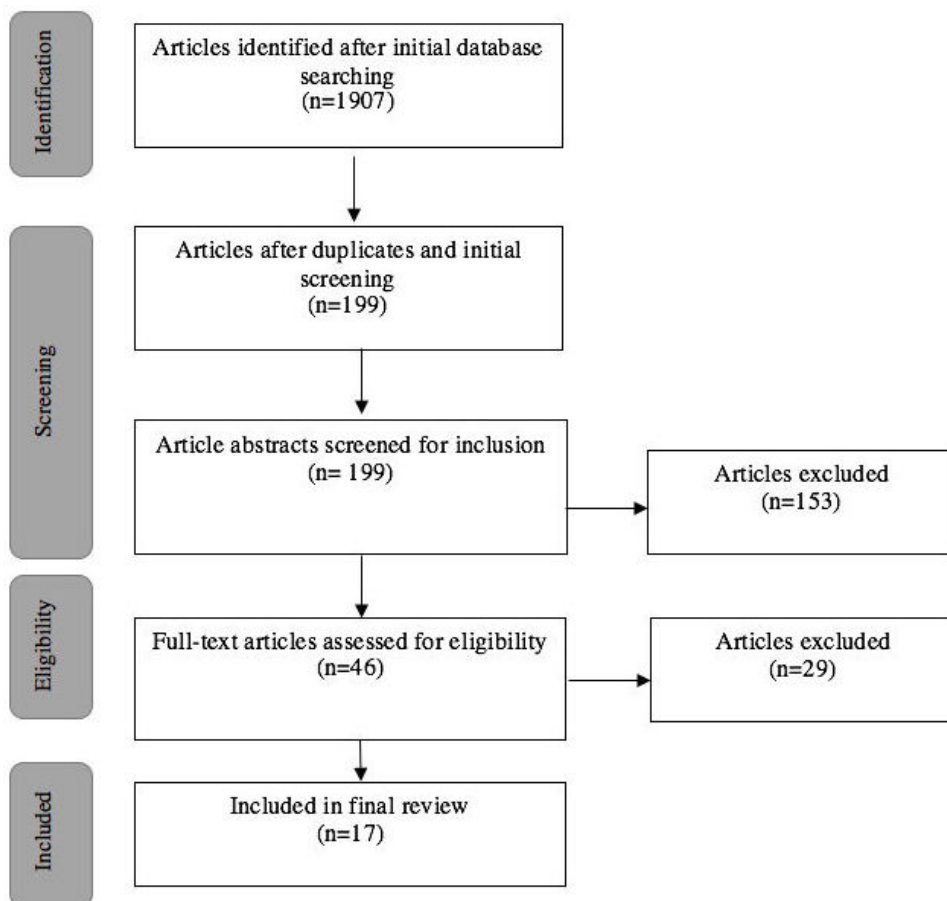 Identification
Articles identified after initial database
searching
(n=1907)
Screening
Articles after duplicates and initial
screening
(n=199)
Article abstracts screened for inclusion
(n= 199)
Articles excluded
(n=153)
Eligibility
Full-text articles assessed for eligibility
(n=46)
Articles excluded
(n=29)
Included
Included in final review
(n=17)